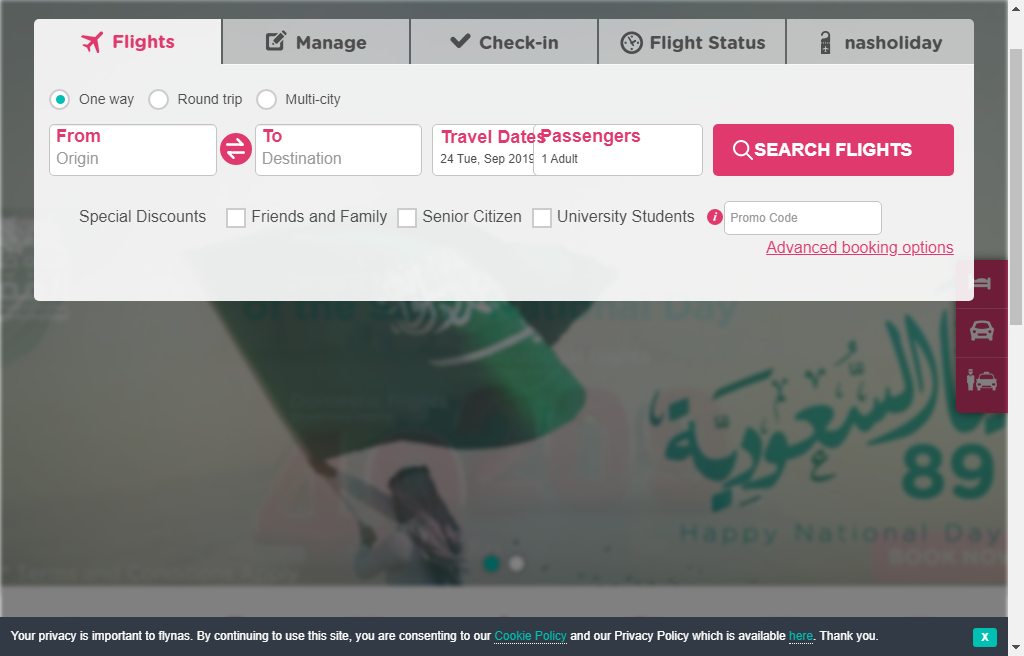 Flights
Manage
Check-in
Flight Status
nasholiday
One way
Round trip
Multi-city
From
Origin
To
Destination
Travel Dates
24 Tue, Sep 2019
Passengers
1 Adult
SEARCH FLIGHTS
Special Discounts
Friends and Family
Senior Citizen
University Students
i
Promo Code
Advanced booking options
السعودية
89
Happy National Day
BOOK NOW
Your privacy is important to flynas. By continuing to use this site, you are consenting to our Cookie Policy and our Privacy Policy which is available here. Thank you.
X